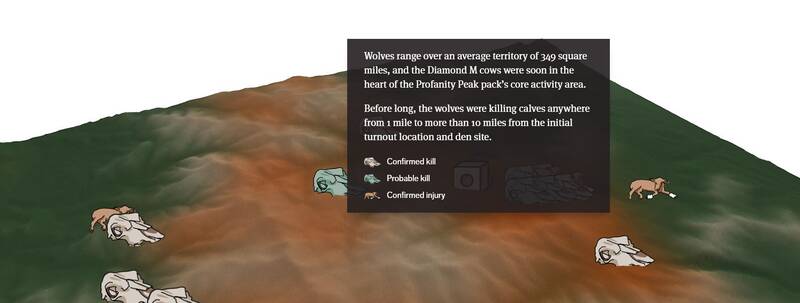 Wolves range over an average territory of 349 square
miles, and the Diamond M cows were soon in the
heart of the Profanity Peak pack's core activity area.
Before long, the wolves were killing calves anywhere
from 1 mile to more than 10 miles from the initial
turnout location and den site.
Confirmed kill
Probable kill
Confirmed injury